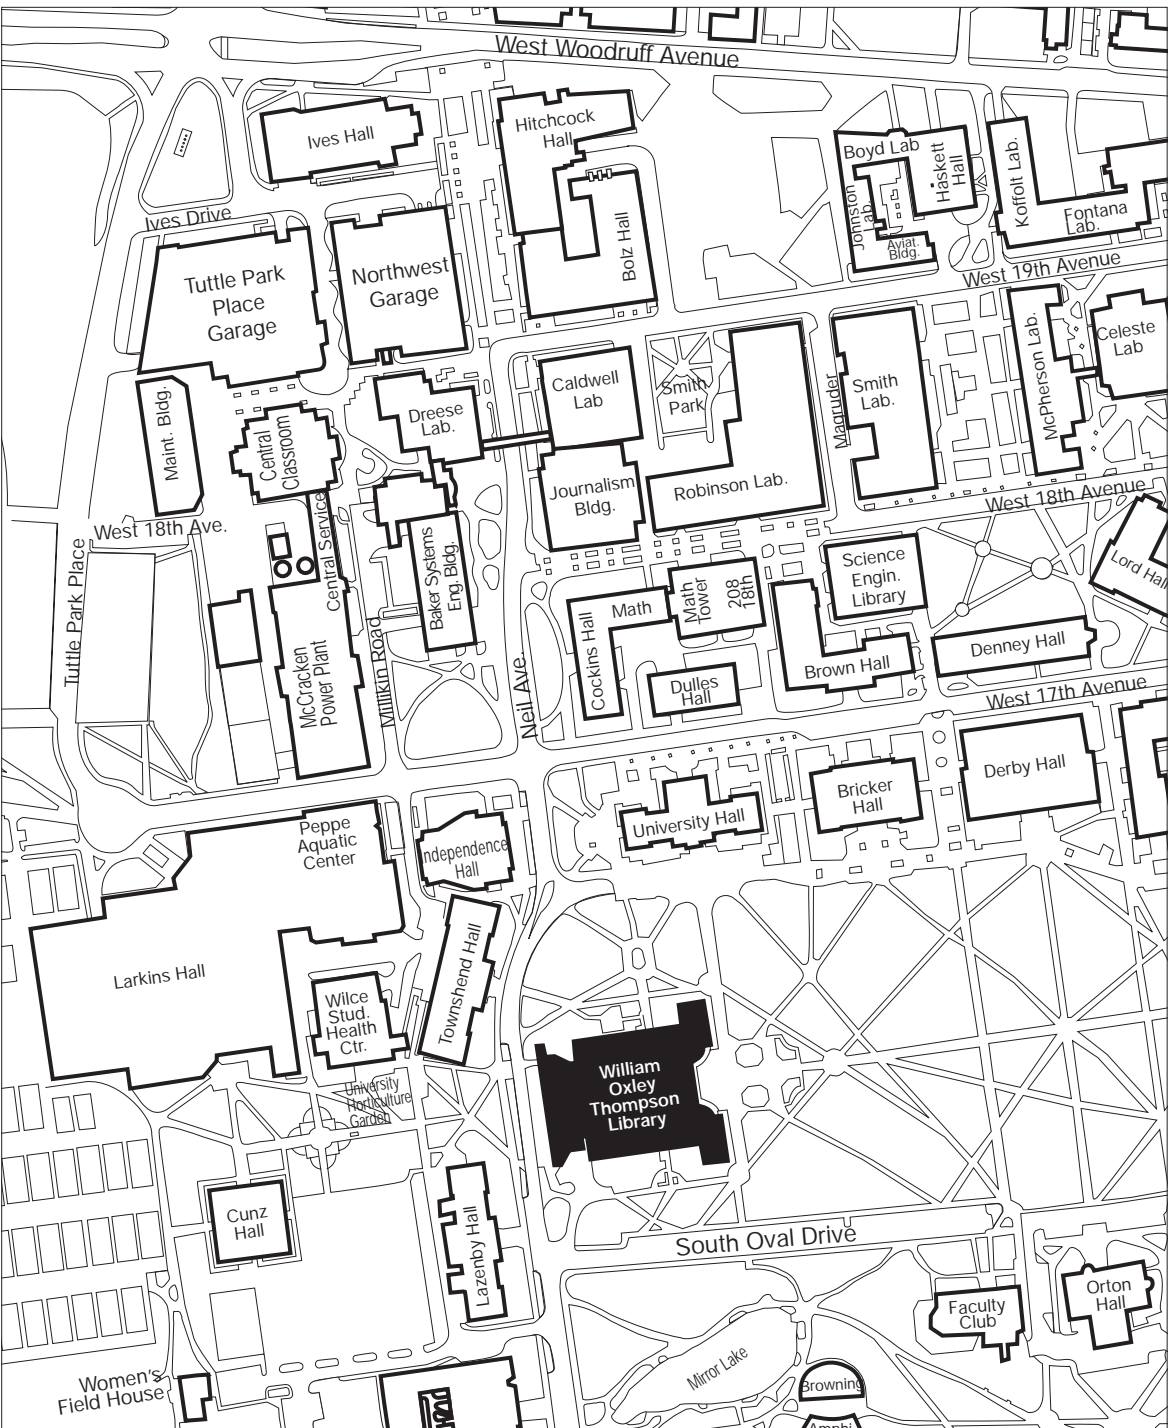 West Woodruff Avenue
Ives Hall
Hitchcock
Hall
Boyd Lab
Haskett
Hall
Koffolt Lab.
Johnston
Lab.
Aviat.
Bldg.
Fontana
Lab.
Ives Drive
Tuttle Park
Place
Garage
Northwest
Garage
Bolz Hall
West 19th Avenue
Maint. Bldg.
Central
Classroom
Dreese
Lab.
Caldwell
Lab
Smith
Park
Magruder
Smith
Lab.
McPherson Lab.
Celeste
Lab
Journalism
Bldg.
Robinson Lab.
West 18th Avenue
West 18th Ave.
Central Service
Baker Systems
Eng. Bldg.
Science
Engin.
Library
Lord Hall
Tuttle Park Place
McCracken
Power Plant
Millikin Road
Neil Ave.
Cockins Hall
Math
Math
Tower
208
18th
Dulles
Hall
Brown Hall
Denney Hall
West 17th Avenue
Peppe
Aquatic
Center
Independence
Hall
University Hall
Bricker
Hall
Derby Hall
Larkins Hall
Townshend Hall
Wilce
Stud.
Health
Ctr.
University
Horticulture
Garden
William
Oxley
Thompson
Library
Cunz
Hall
Lazenby Hall
South Oval Drive
Faculty
Club
Orton
Hall
Mirror Lake
Browning
Amphi
Women's
Field House